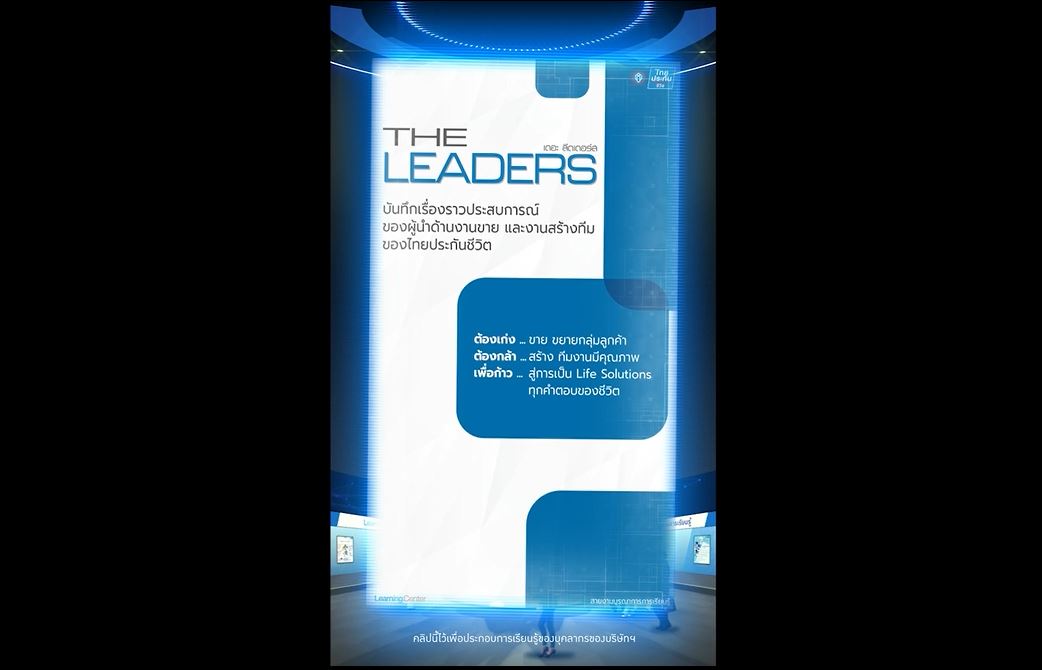 ไทย
ประกัน
ชีวิต
THE
เดอะ ลีดเดอร์ส
LEADERS
บันทึกเรื่องราวประสบการณ์
ของผู้นำด้านงานขาย และงานสร้างทีม
ของไทยประกันชีวิต
ต้องเก่ง ... ขาย ขยายกลุ่มลูกค้า
ต้องกล้า ... สร้าง ทีมงานมีคุณภาพ
เพื่อก้าว ... สู่การเป็น Life Solutions
ทุกคำตอบของชีวิต
LearningCenter
สายงานบูรณาการการเรียนรู้
คลิปนี้ใช้เพื่อประกอบการเรียนรู้ของบุคลากรของบริษัทฯ